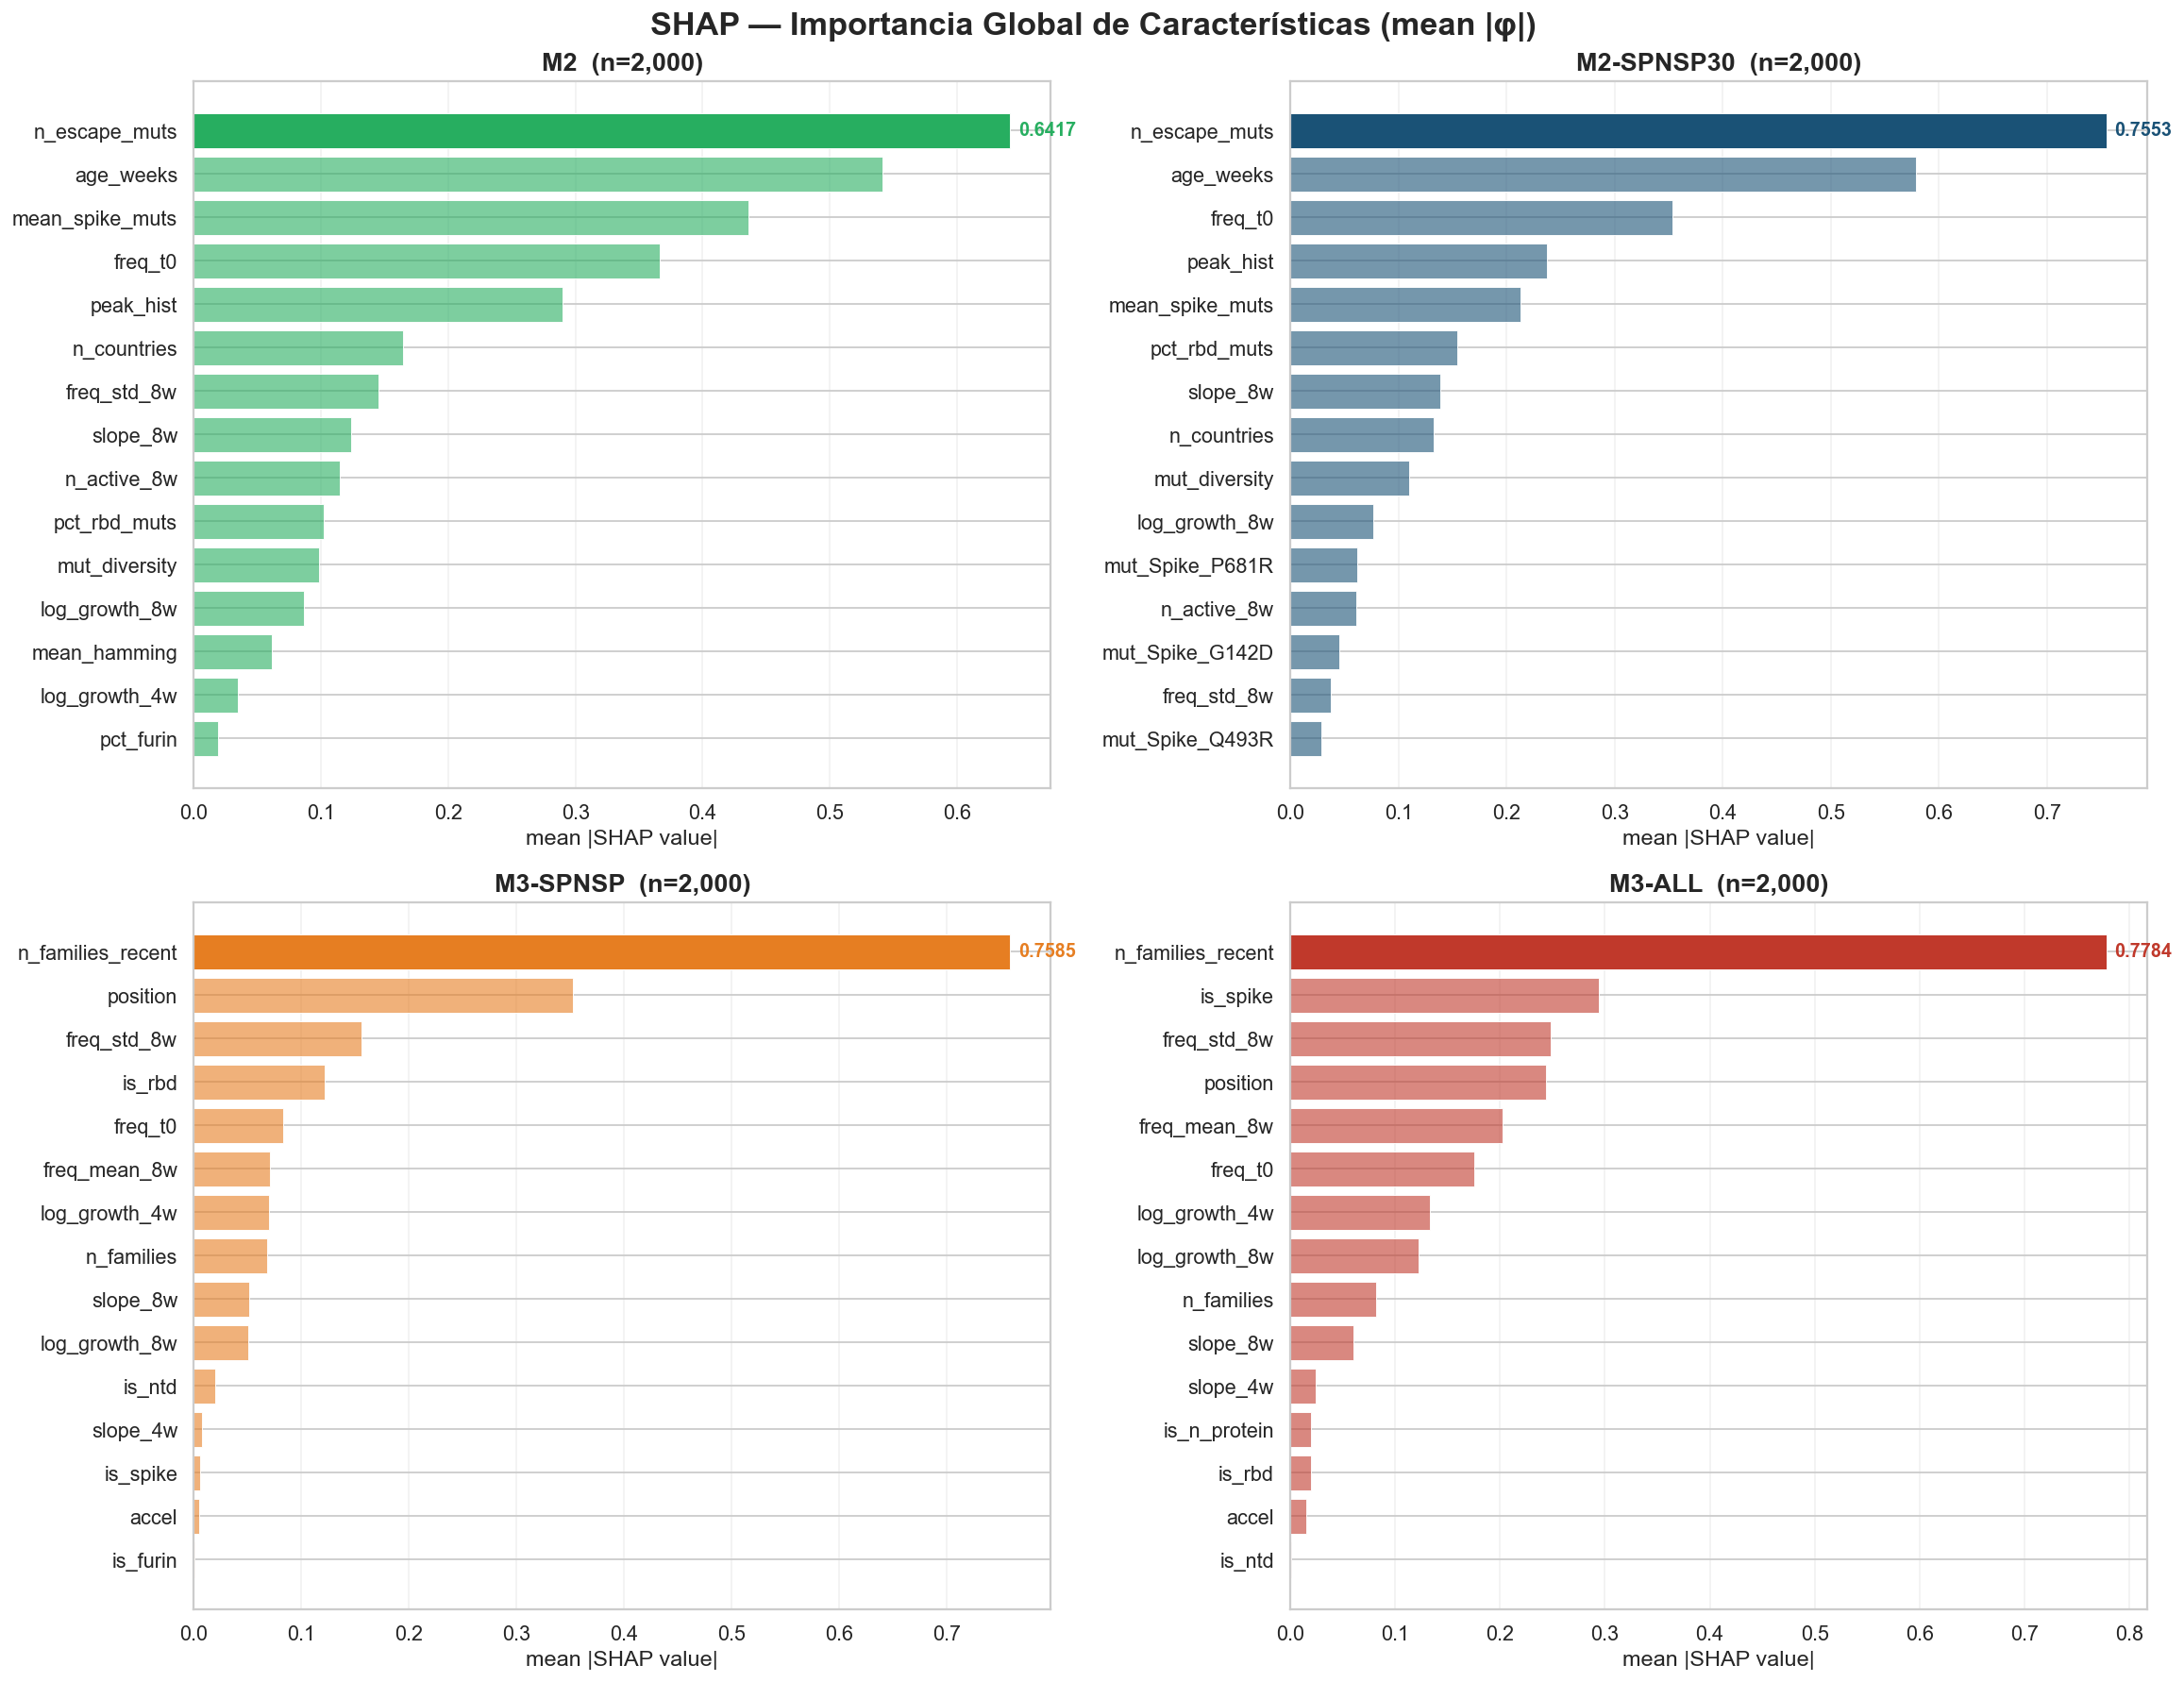 SHAP — Importancia Global de Características (mean |φ|)
M2 (n=2,000)
n_escape_muts
0.6417
age_weeks
mean_spike_muts
freq_t0
peak_hist
n_countries
freq_std_8w
slope_8w
n_active_8w
pct_rbd_muts
mut_diversity
log_growth_8w
mean_hamming
log_growth_4w
pct_furin
0.0 0.1 0.2 0.3 0.4 0.5 0.6
mean |SHAP value|
M2-SPNSP30 (n=2,000)
n_escape_muts
0.7553
age_weeks
freq_t0
peak_hist
mean_spike_muts
pct_rbd_muts
slope_8w
n_countries
mut_diversity
log_growth_8w
mut_Spike_P681R
n_active_8w
mut_Spike_G142D
freq_std_8w
mut_Spike_Q493R
0.0 0.1 0.2 0.3 0.4 0.5 0.6 0.7
mean |SHAP value|
M3-SPNSP (n=2,000)
n_families_recent
0.7585
position
freq_std_8w
is_rbd
freq_t0
freq_mean_8w
log_growth_4w
n_families
slope_8w
log_growth_8w
is_ntd
slope_4w
is_spike
accel
is_furin
0.0 0.1 0.2 0.3 0.4 0.5 0.6 0.7
mean |SHAP value|
M3-ALL (n=2,000)
n_families_recent
0.7784
is_spike
freq_std_8w
position
freq_mean_8w
freq_t0
log_growth_4w
log_growth_8w
n_families
slope_8w
slope_4w
is_n_protein
is_rbd
accel
is_ntd
0.0 0.1 0.2 0.3 0.4 0.5 0.6 0.7 0.8
mean |SHAP value|